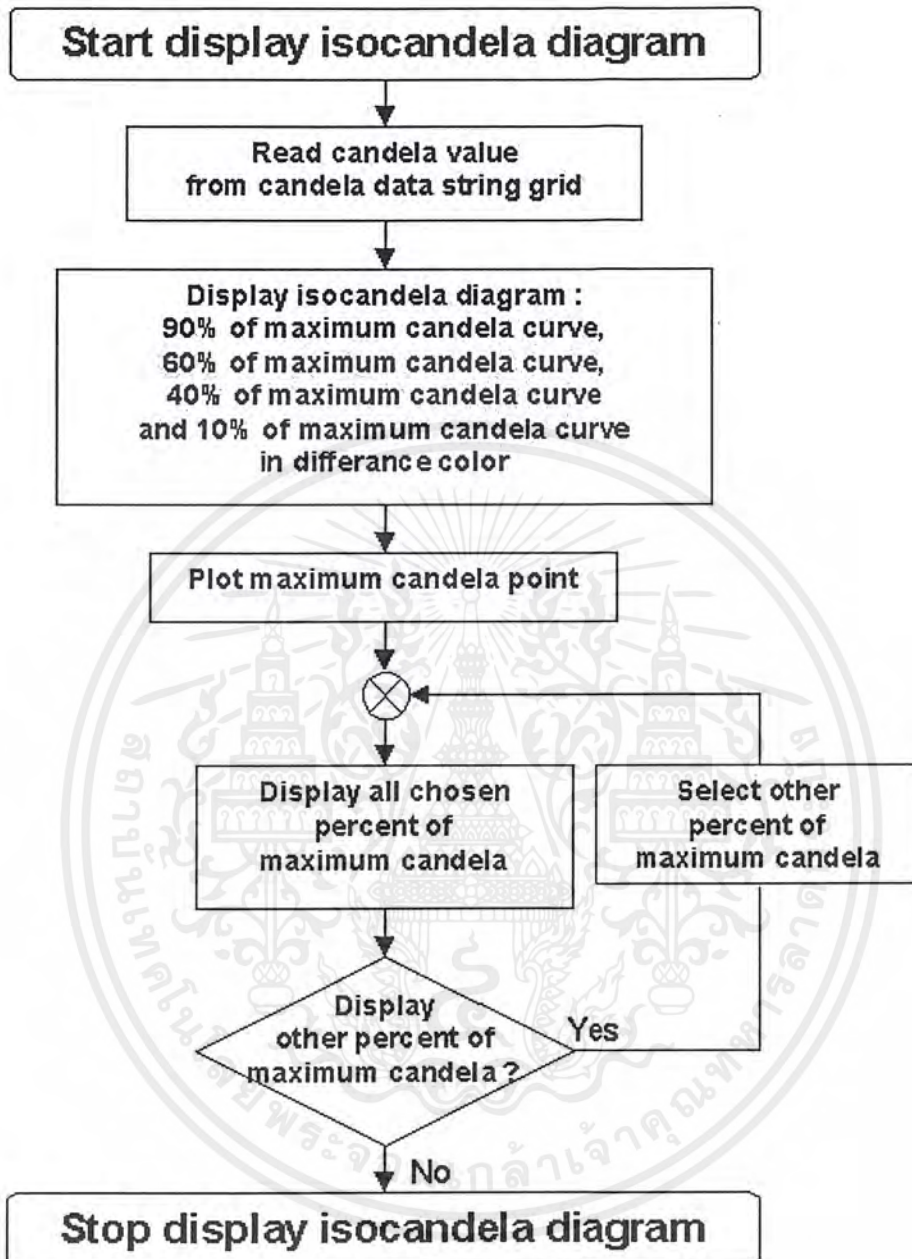 Start display isocandela diagram
Read candela value
from candela data string grid
Display isocandela diagram :
90% of maximum candela curve,
60% of maximum candela curve,
40% of maximum candela curve
and 10% of maximum candela curve
in differance color
Plot maximum candela point
Display all chosen
percent of
maximum candela
Select other
percent of
maximum candela
Display
other percent of
maximum candela ?
Yes
No
Stop display isocandela diagram